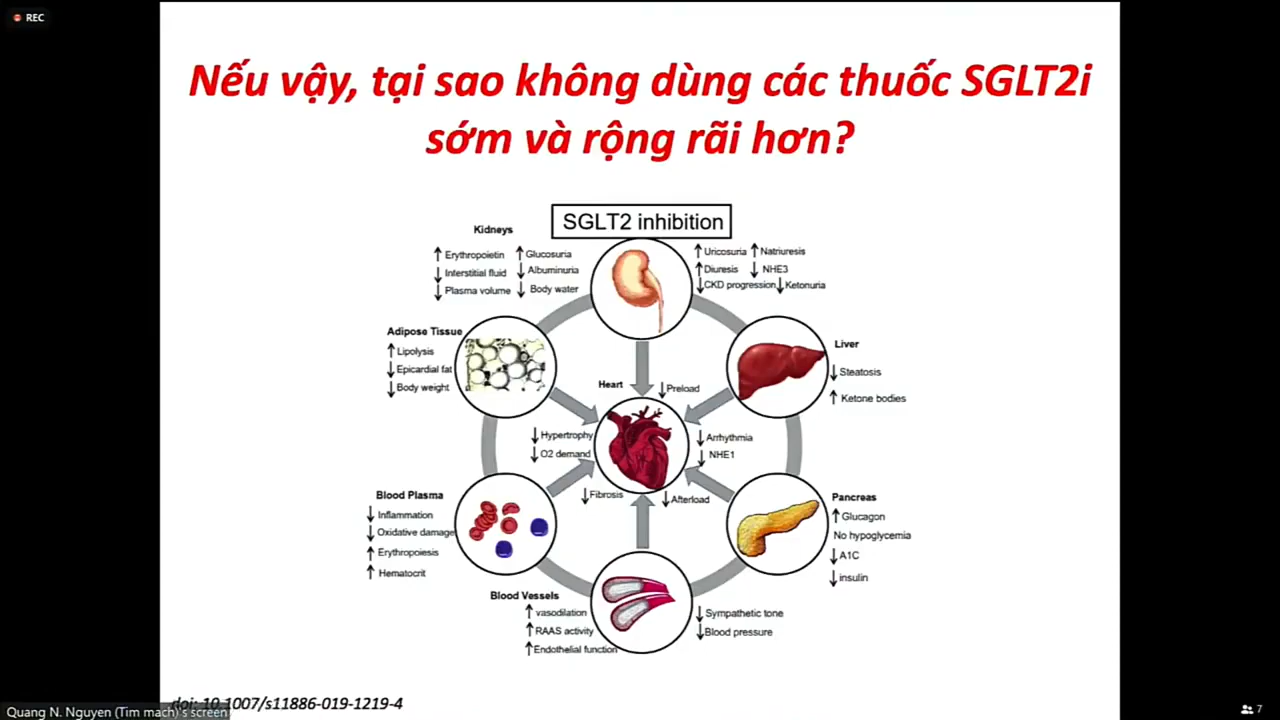 REC
Nếu vậy, tại sao không dùng các thuốc SGLT2i
sớm và rộng rãi hơn?
SGLT2 inhibition
Kidneys
↑ Erythropoietin ↑ Glucosuria
↓ Interstitial fluid ↓ Albuminuria
↓ Plasma volume ↓ Body water
↑ Uricosuria ↑ Natriuresis
↑ Diuresis ↓ NHE3
↓ CKD progression ↓ Ketonuria
Adipose Tissue
↑ Lipolysis
↓ Epicardial fat
↓ Body weight
Liver
↓ Steatosis
↑ Ketone bodies
Heart
↓ Preload
↓ Hypertrophy
↓ O2 demand
↓ Arrhythmia
↓ NHE1
↓ Fibrosis
↓ Afterload
Blood Plasma
↓ Inflammation
↓ Oxidative damage
↑ Erythropoiesis
↑ Hematocrit
Pancreas
↑ Glucagon
No hypoglycemia
↓ A1C
↓ insulin
Blood Vessels
↑ vasodilation
↑ RAAS activity
↑ Endothelial function
↓ Sympathetic tone
↓ Blood pressure
doi: 10.1007/s11886-019-1219-4
Quang N. Nguyen (Tim mach)'s screen
7